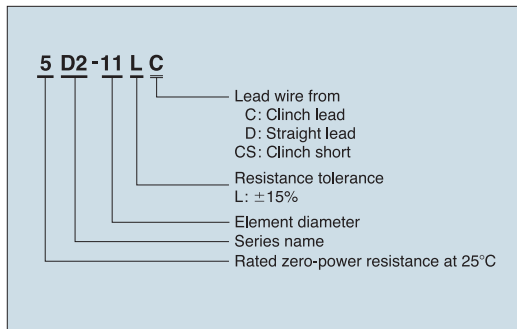 5 D2-11 L C
Lead wire from
C: Clinch lead
D: Straight lead
CS: Clinch short
Resistance tolerance
L: ±15%
Element diameter
Series name
Rated zero-power resistance at 25°C